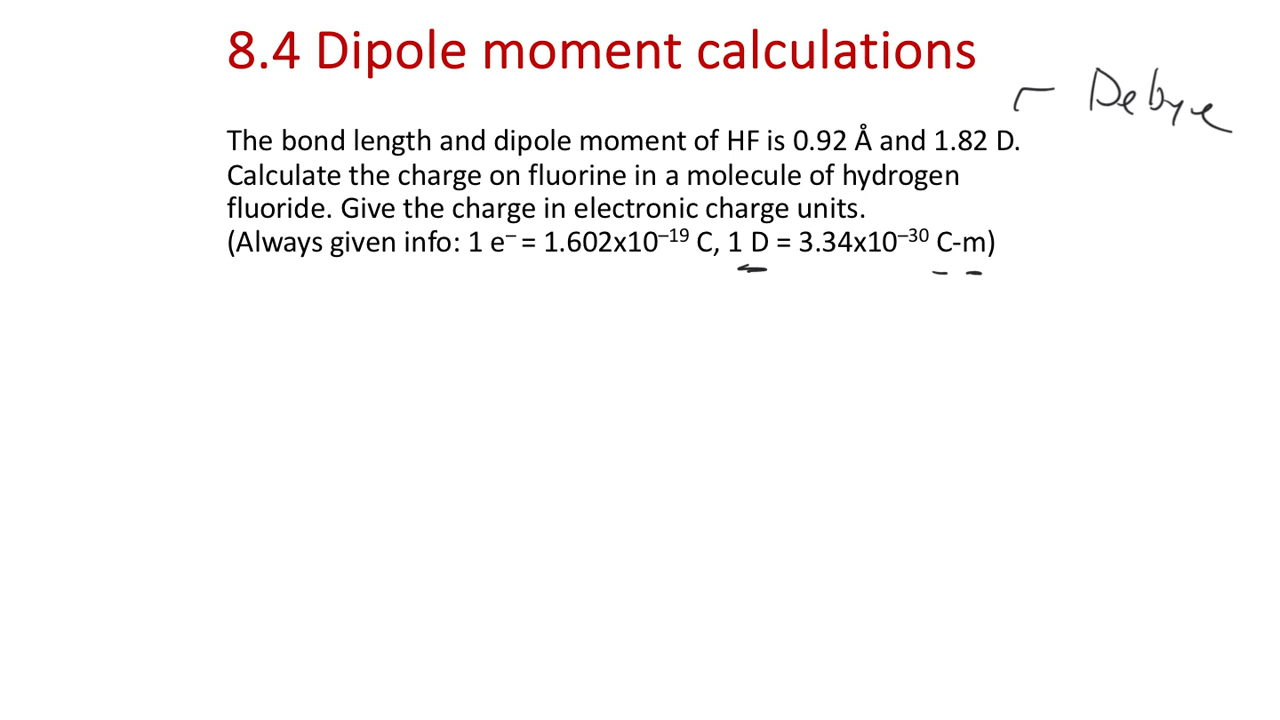 8.4 Dipole moment calculations
Debye
The bond length and dipole moment of HF is 0.92 Å and 1.82 D.
Calculate the charge on fluorine in a molecule of hydrogen
fluoride. Give the charge in electronic charge units.
(Always given info: 1 e⁻ = 1.602x10⁻¹⁹ C, 1 D = 3.34x10⁻³⁰ C-m)